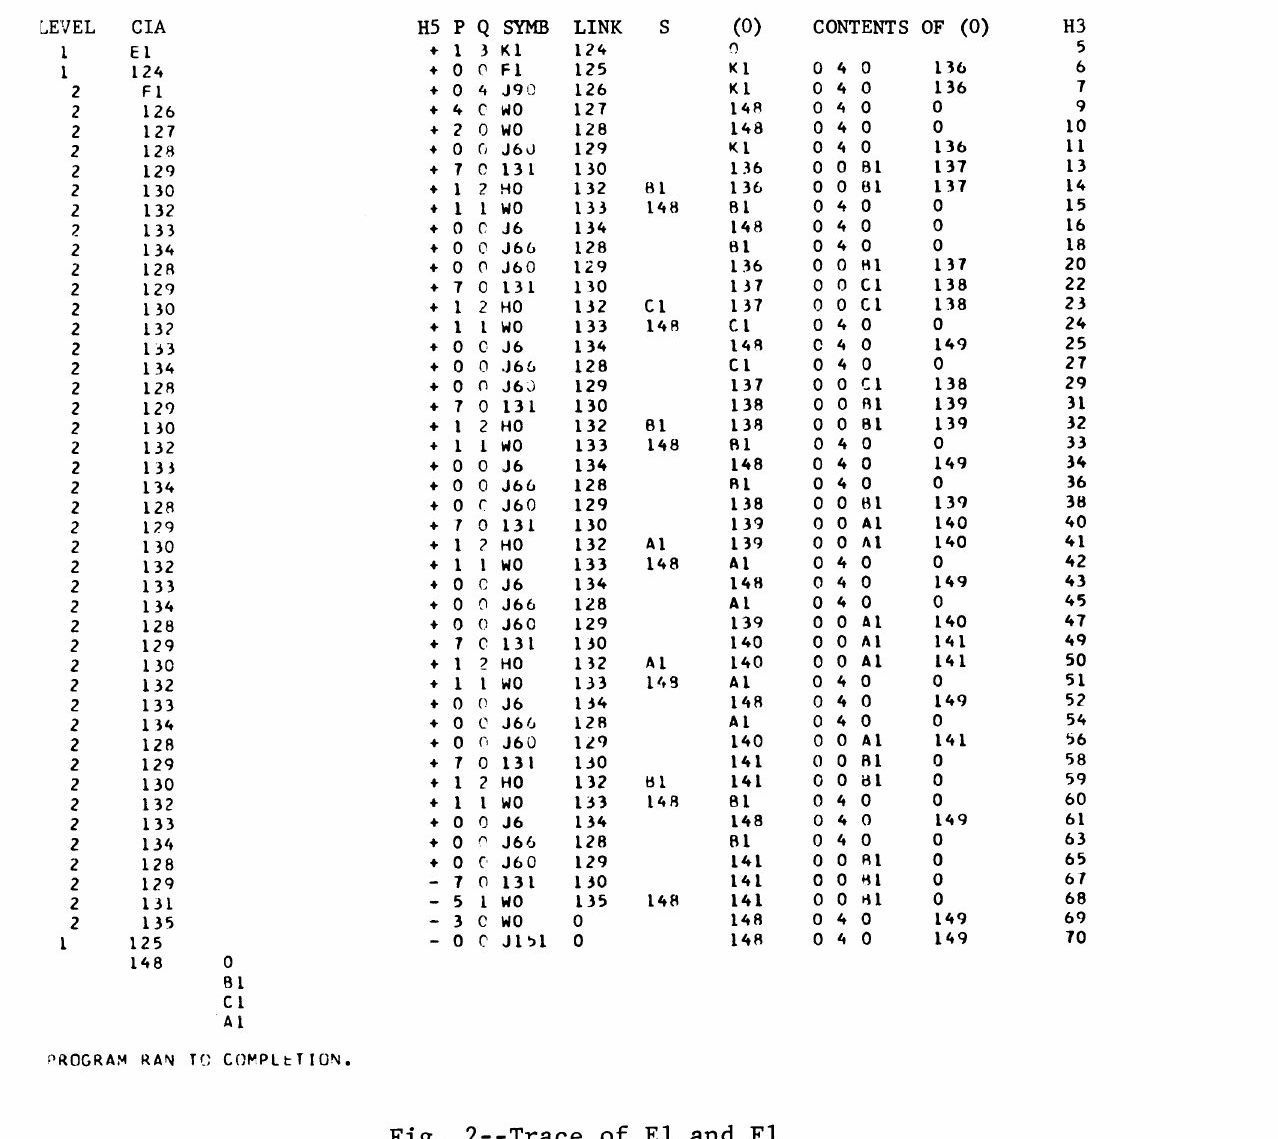 LEVEL CIA H5 P Q SYMB LINK S (0) CONTENTS OF (0) H3
1 E1 + 1 3 K1 124 0 5
1 124 + 0 0 F1 125 K1 0 4 0 136 6
2 F1 + 0 4 J90 126 K1 0 4 0 136 7
2 126 + 4 0 W0 127 148 0 4 0 0 9
2 127 + 2 0 W0 128 148 0 4 0 0 10
2 128 + 0 0 J60 129 K1 0 4 0 136 11
2 129 + 7 0 131 130 136 0 0 B1 137 13
2 130 + 1 2 H0 132 B1 136 0 0 B1 137 14
2 132 + 1 1 W0 133 148 B1 0 4 0 0 15
2 133 + 0 0 J6 134 148 0 4 0 0 16
2 134 + 0 0 J66 128 B1 0 4 0 0 18
2 128 + 0 0 J60 129 136 0 0 B1 137 20
2 129 + 7 0 131 130 137 0 0 C1 138 22
2 130 + 1 2 H0 132 C1 137 0 0 C1 138 23
2 132 + 1 1 W0 133 148 C1 0 4 0 0 24
2 133 + 0 0 J6 134 148 0 4 0 149 25
2 134 + 0 0 J66 128 C1 0 4 0 0 27
2 128 + 0 0 J60 129 137 0 0 C1 138 29
2 129 + 7 0 131 130 138 0 0 B1 139 31
2 130 + 1 2 H0 132 B1 138 0 0 B1 139 32
2 132 + 1 1 W0 133 148 B1 0 4 0 0 33
2 133 + 0 0 J6 134 148 0 4 0 149 34
2 134 + 0 0 J66 128 B1 0 4 0 0 36
2 128 + 0 0 J60 129 138 0 0 B1 139 38
2 129 + 7 0 131 130 139 0 0 A1 140 40
2 130 + 1 2 H0 132 A1 139 0 0 A1 140 41
2 132 + 1 1 W0 133 148 A1 0 4 0 0 42
2 133 + 0 0 J6 134 148 0 4 0 149 43
2 134 + 0 0 J66 128 A1 0 4 0 0 45
2 128 + 0 0 J60 129 139 0 0 A1 140 47
2 129 + 7 0 131 130 140 0 0 A1 141 49
2 130 + 1 2 H0 132 A1 140 0 0 A1 141 50
2 132 + 1 1 W0 133 148 A1 0 4 0 0 51
2 133 + 0 0 J6 134 148 0 4 0 149 52
2 134 + 0 0 J66 128 A1 0 4 0 0 54
2 128 + 0 0 J60 129 140 0 0 A1 141 56
2 129 + 7 0 131 130 141 0 0 B1 0 58
2 130 + 1 2 H0 132 B1 141 0 0 B1 0 59
2 132 + 1 1 W0 133 148 B1 0 4 0 0 60
2 133 + 0 0 J6 134 148 0 4 0 149 61
2 134 + 0 0 J66 128 B1 0 4 0 0 63
2 128 + 0 0 J60 129 141 0 0 B1 0 65
2 129 - 7 0 131 130 141 0 0 B1 0 67
2 131 - 5 1 W0 135 148 141 0 0 B1 0 68
2 135 - 3 0 W0 0 148 0 4 0 149 69
1 125 - 0 0 J151 0 148 0 4 0 149 70
148 0
B1
C1
A1
PROGRAM RAN TO COMPLETION.
Fig. 2--Trace of E1 and F1